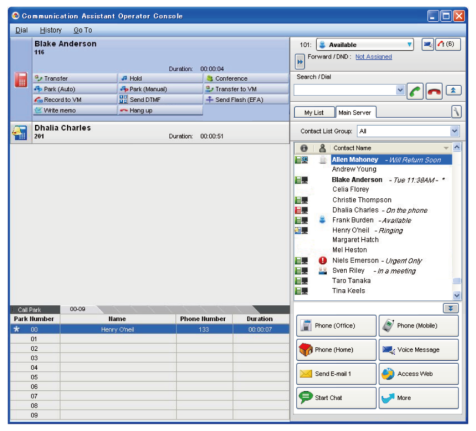 Communication Assistant Operator Console
Dial History Go To
Blake Anderson
116
Duration: 00:00:04
Transfer Hold Conference
Park (Auto) Park (Manual) Transfer to VM
Record to VM Send DTMF Send Flash (EFA)
Write memo Hang up
Dhalia Charles
201 Duration: 00:00:51
Call Park 00-09
Park Number Name Phone Number Duration
00 Henry O'neil 133 00:00:07
01
02
03
04
05
06
07
08
09
101: Available (6)
Forward / DND : Not Assigned
Search / Dial
My List Main Server
Contact List Group: All
Contact Name
Allen Mahoney - Will Return Soon
Andrew Young
Blake Anderson - Tue 11:38AM - *
Celia Florey
Christie Thompson
Dhalia Charles - On the phone
Frank Burden - Available
Henry O'neil - Ringing
Margaret Hatch
Mel Heston
Niels Emerson - Urgent Only
Sven Riley - In a meeting
Taro Tanaka
Tina Keels
Phone (Office) Phone (Mobile)
Phone (Home) Voice Message
Send E-mail 1 Access Web
Start Chat More